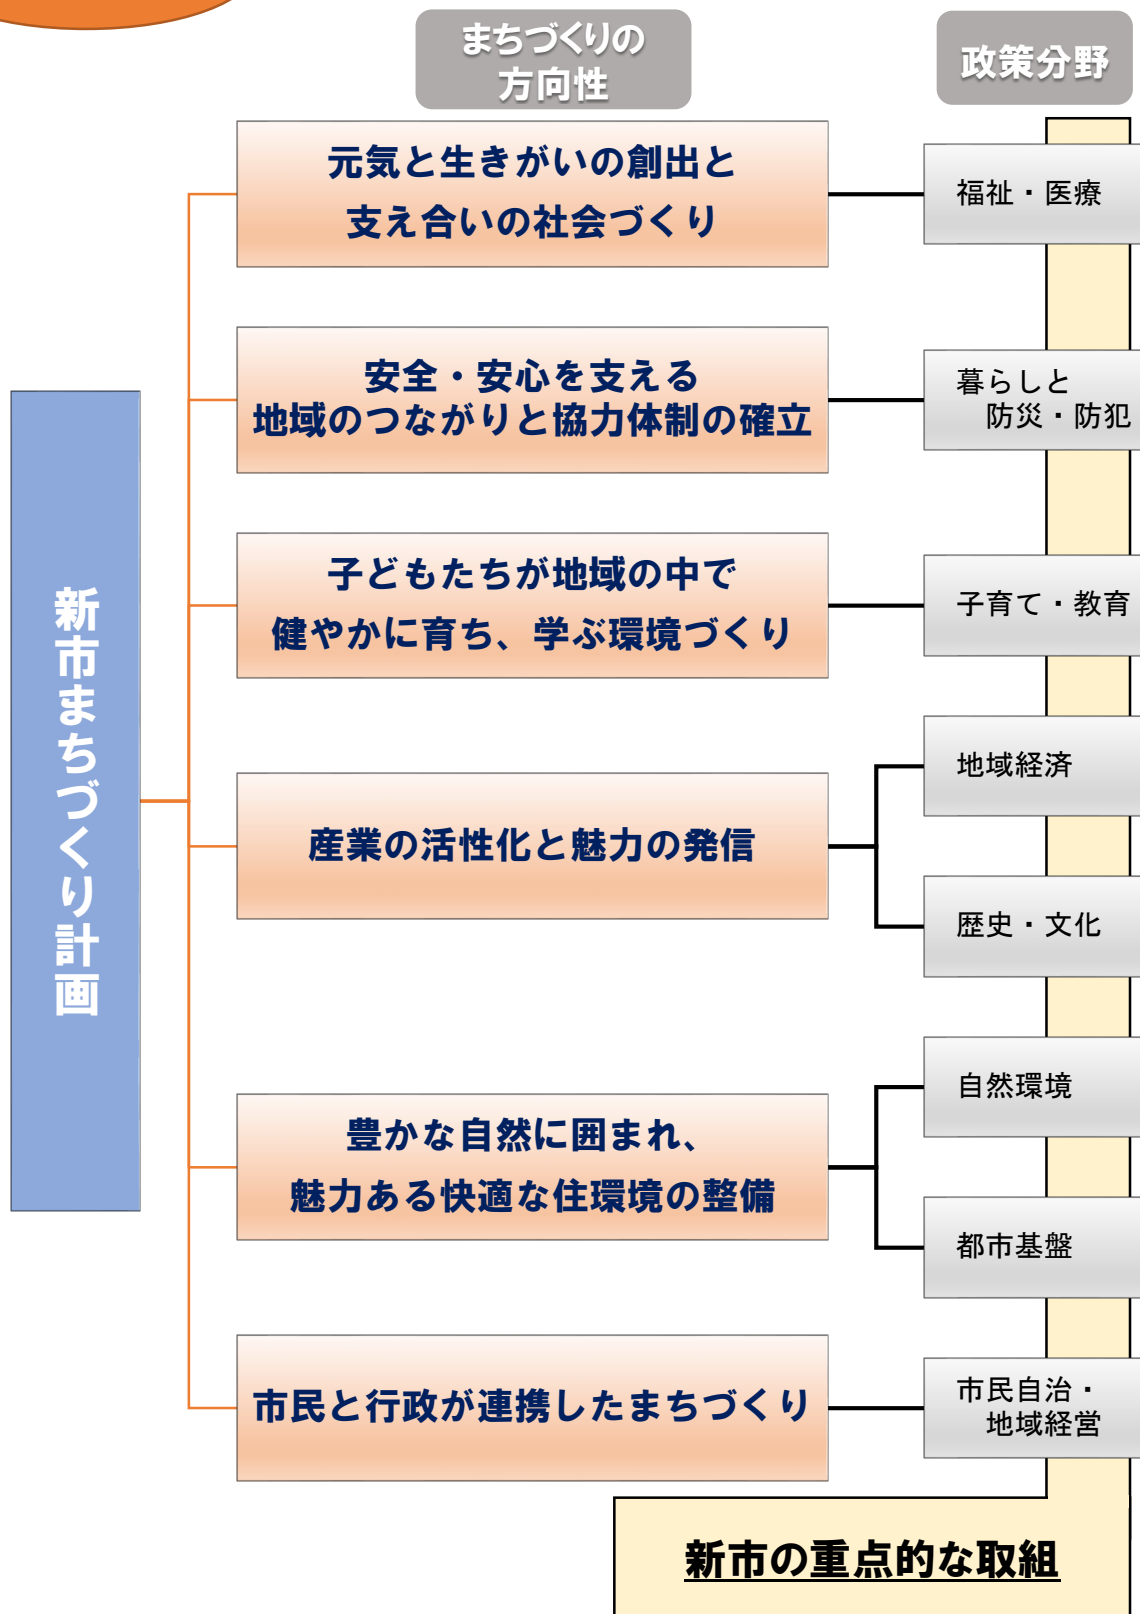 まちづくりの
方向性
政策分野
新市まちづくり計画
元気と生きがいの創出と
支え合いの社会づくり
福祉・医療
安全・安心を支える
地域のつながりと協力体制の確立
暮らしと
防災・防犯
子どもたちが地域の中で
健やかに育ち、学ぶ環境づくり
子育て・教育
産業の活性化と魅力の発信
地域経済
歴史・文化
豊かな自然に囲まれ、
魅力ある快適な住環境の整備
自然環境
都市基盤
市民と行政が連携したまちづくり
市民自治・
地域経営
新市の重点的な取組